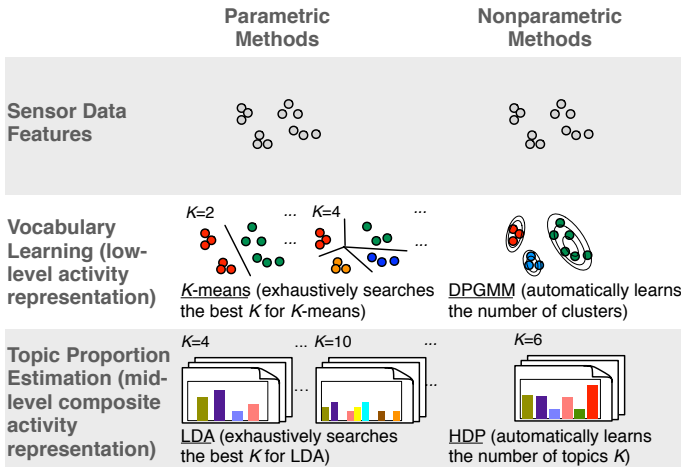 Parametric
Methods
Nonparametric
Methods
Sensor Data
Features
Vocabulary
Learning (low-
level activity
representation)
K=2
...
...
K=4
...
...
K-means (exhaustively searches
the best K for K-means)
DPGMM (automatically learns
the number of clusters)
Topic Proportion
Estimation (mid-
level composite
activity
representation)
K=4
...
...
K=10
...
...
K=6
LDA (exhaustively searches
the best K for LDA)
HDP (automatically learns
the number of topics K)